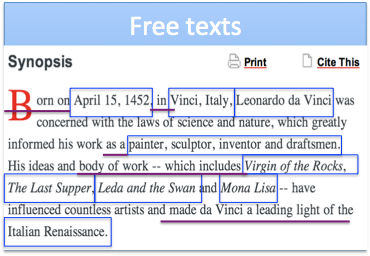 Free texts
Synopsis Print Cite This
Born on April 15, 1452, in Vinci, Italy, Leonardo da Vinci was
concerned with the laws of science and nature, which greatly
informed his work as a painter, sculptor, inventor and draftsmen.
His ideas and body of work -- which includes Virgin of the Rocks,
The Last Supper, Leda and the Swan and Mona Lisa -- have
influenced countless artists and made da Vinci a leading light of the
Italian Renaissance.